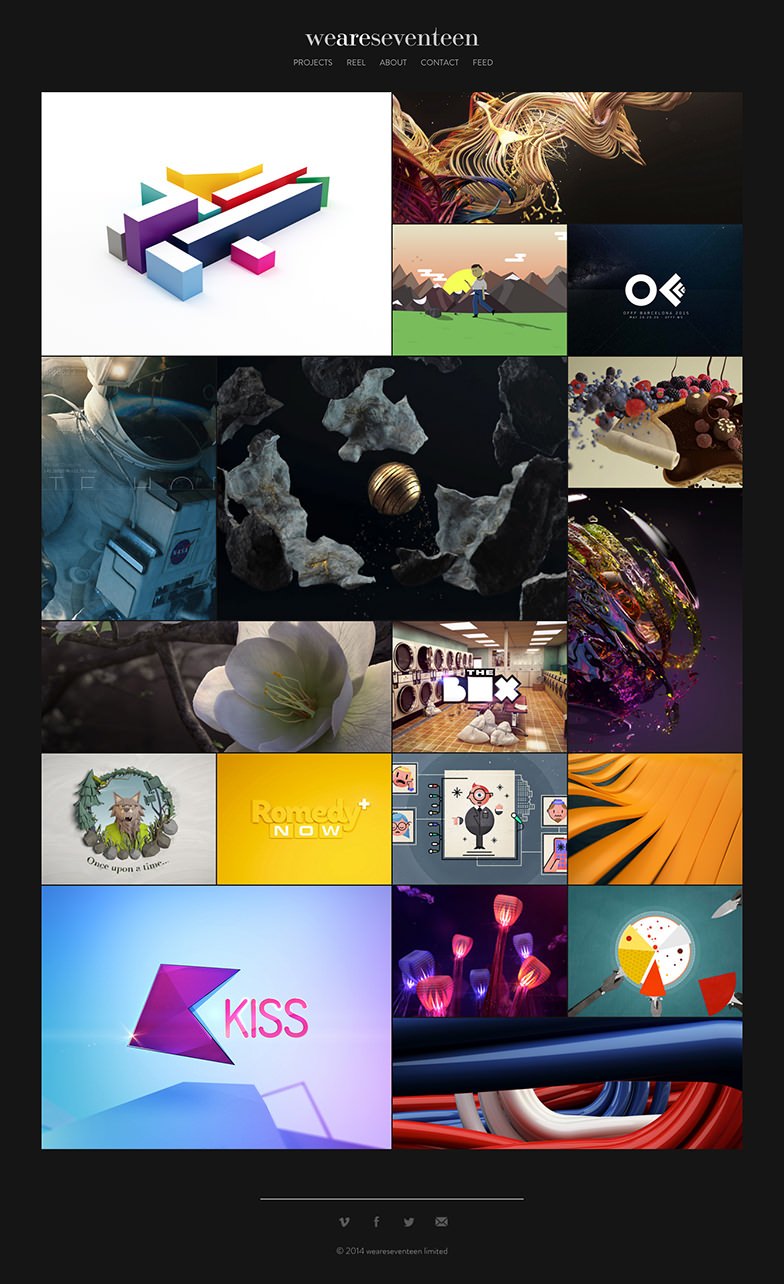 weareseventeen
PROJECTS REEL ABOUT CONTACT FEED
OFFF BARCELONA 2015
NASA
THE
BOX
Once upon a time...
Romedy+
NOW
KISS
© 2014 weareseventeen limited